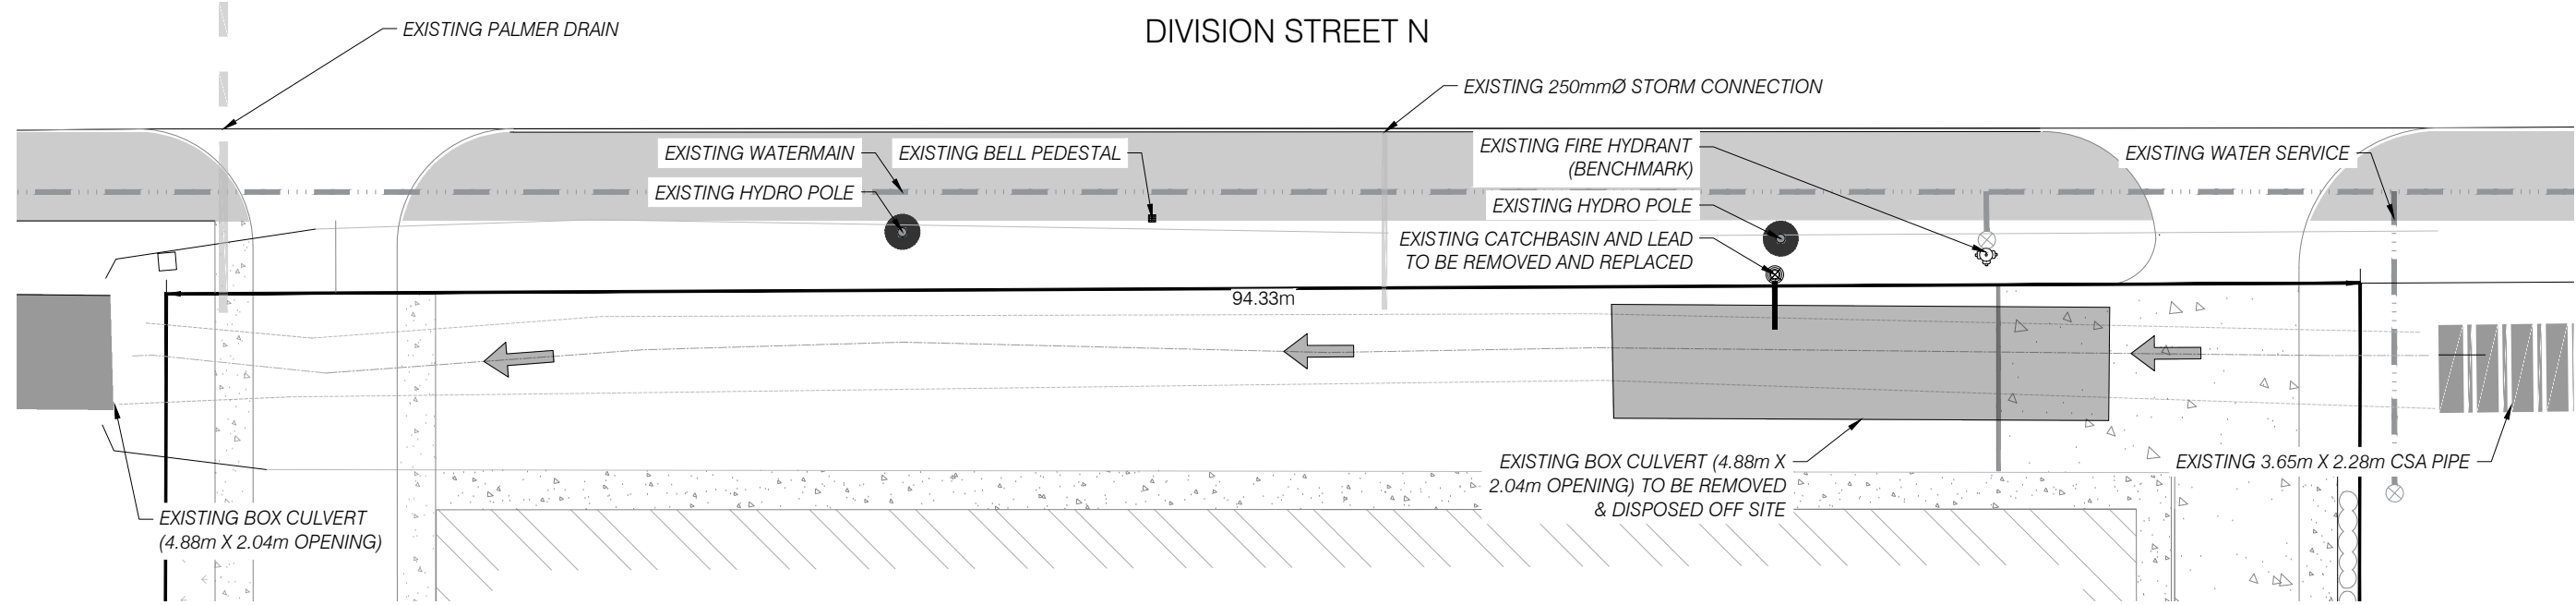 DIVISION STREET N
EXISTING PALMER DRAIN
EXISTING 250mmØ STORM CONNECTION
EXISTING WATERMAIN
EXISTING BELL PEDESTAL
EXISTING FIRE HYDRANT
(BENCHMARK)
EXISTING WATER SERVICE
EXISTING HYDRO POLE
EXISTING HYDRO POLE
EXISTING CATCHBASIN AND LEAD
TO BE REMOVED AND REPLACED
94.33m
EXISTING BOX CULVERT (4.88m X
2.04m OPENING) TO BE REMOVED
& DISPOSED OFF SITE
EXISTING 3.65m X 2.28m CSA PIPE
EXISTING BOX CULVERT
(4.88m X 2.04m OPENING)